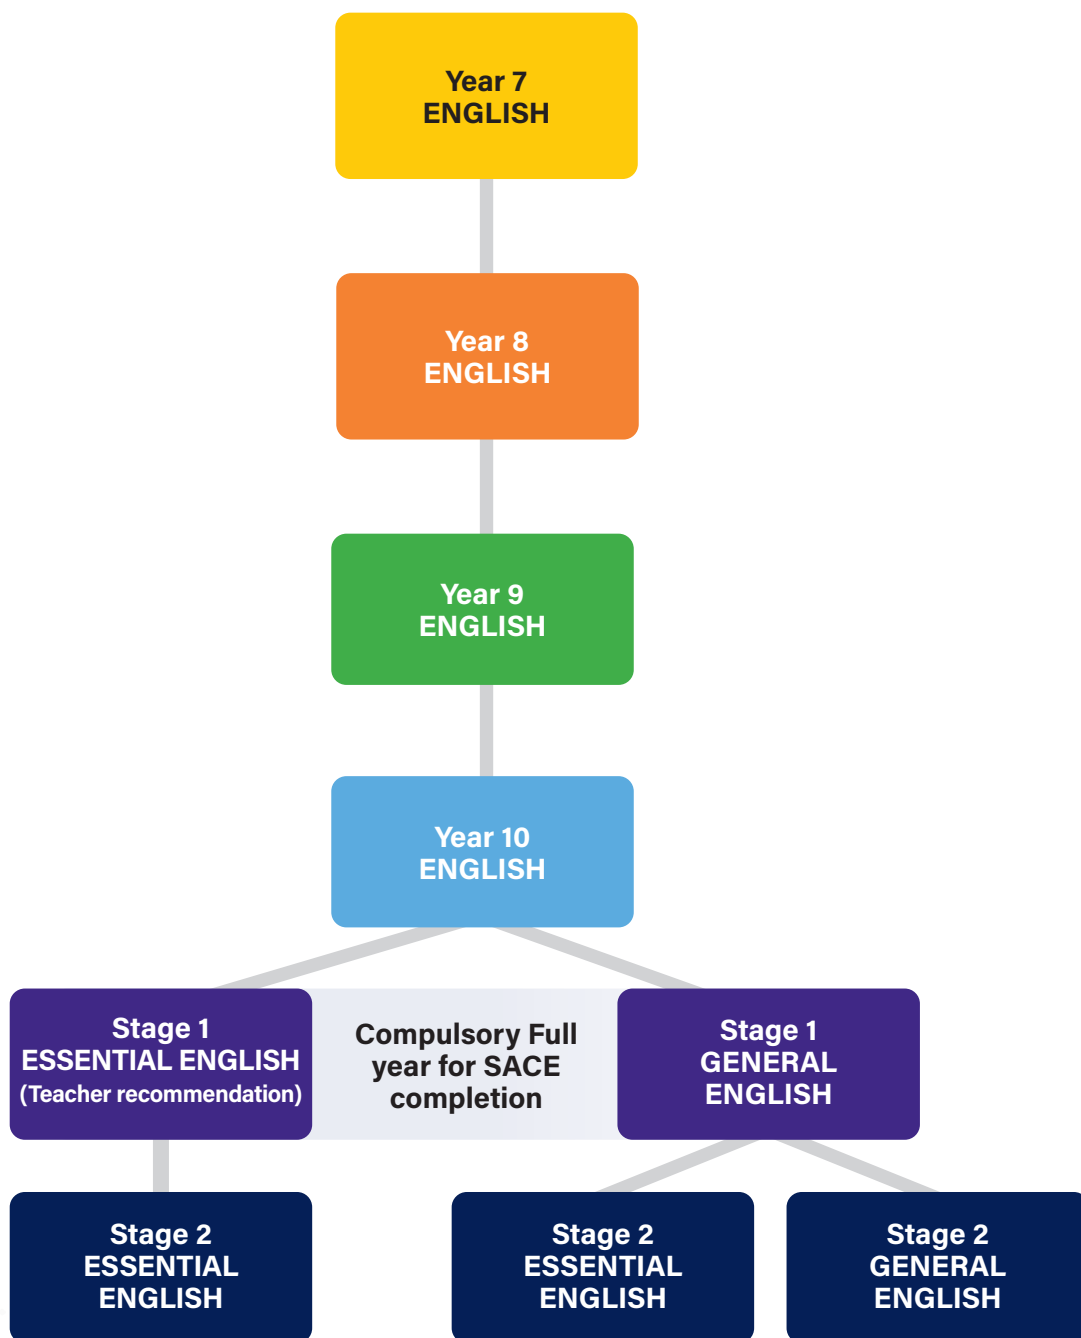 Year 7
ENGLISH
Year 8
ENGLISH
Year 9
ENGLISH
Year 10
ENGLISH
Stage 1
ESSENTIAL ENGLISH
(Teacher recommendation)
Compulsory Full
year for SACE
completion
Stage 1
GENERAL
ENGLISH
Stage 2
ESSENTIAL
ENGLISH
Stage 2
ESSENTIAL
ENGLISH
Stage 2
GENERAL
ENGLISH